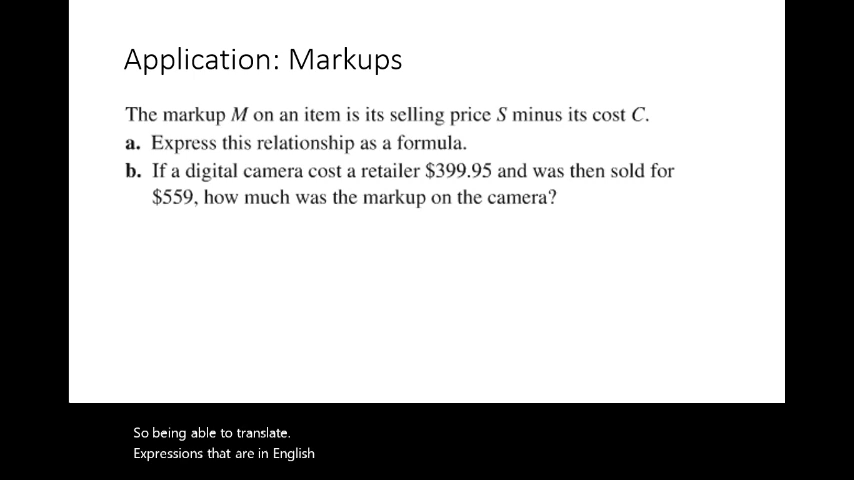 Application: Markups
The markup M on an item is its selling price S minus its cost C.
a. Express this relationship as a formula.
b. If a digital camera cost a retailer $399.95 and was then sold for
$559, how much was the markup on the camera?
So being able to translate.
Expressions that are in English